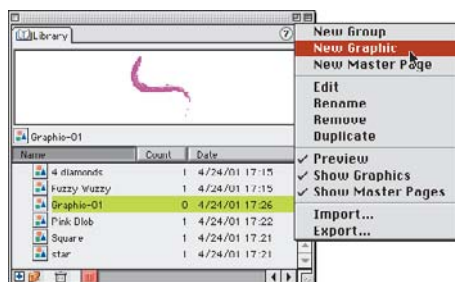 Library
?
Graphic-01
Name Count Date
4 diamonds 1 4/24/01 17:15
Fuzzy Wuzzy 1 4/24/01 17:15
Graphic-01 0 4/24/01 17:26
Pink Blob 1 4/24/01 17:22
Square 1 4/24/01 17:21
star 1 4/24/01 17:21
New Group
New Graphic
New Master Page
Edit
Rename
Remove
Duplicate
✓ Preview
✓ Show Graphics
✓ Show Master Pages
Import...
Export...